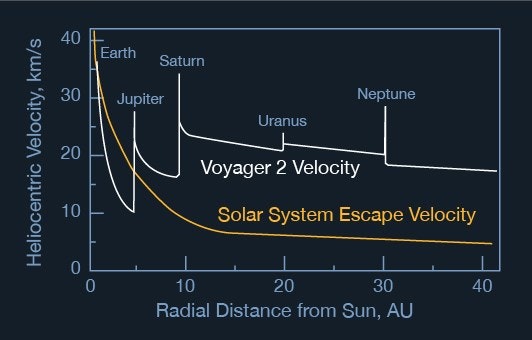 Heliocentric Velocity, km/s
40
30
20
10
0
Earth
Jupiter
Saturn
Uranus
Neptune
Voyager 2 Velocity
Solar System Escape Velocity
0
10
20
30
40
Radial Distance from Sun, AU